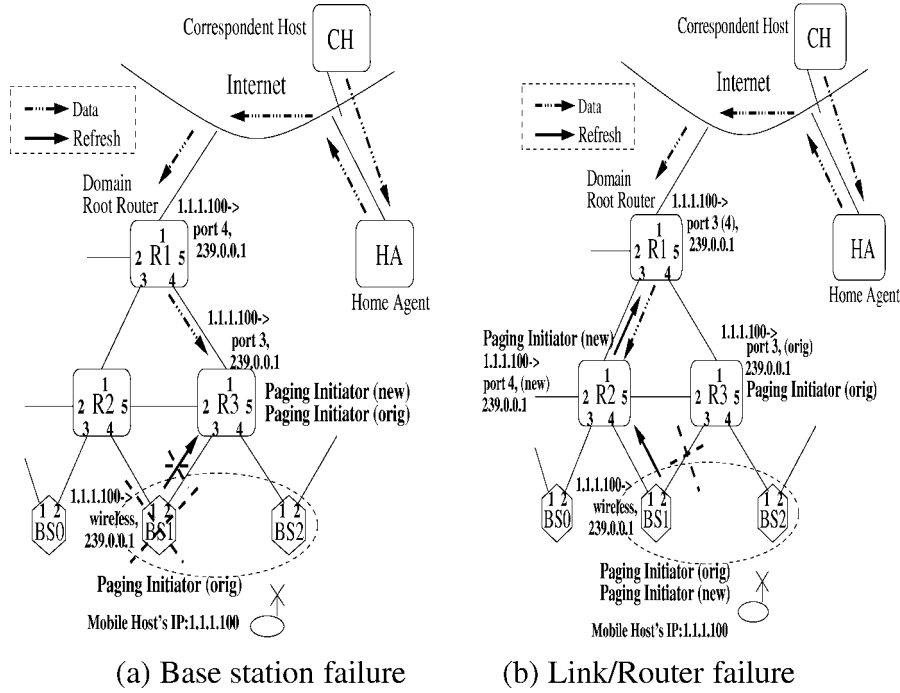 Correspondent Host
CH
Internet
Data
Refresh
Domain
Root Router
1.1.1.100->
port 4,
239.0.0.1
1
2 R1 5
3 4
HA
Home Agent
1.1.1.100->
port 3,
239.0.0.1
1
2 R2 5
3 4
1
2 R3 5
3 4
Paging Initiator (new)
Paging Initiator (orig)
1.1.1.100->
wireless,
239.0.0.1
1 2
BS0
1 2
BS1
1 2
BS2
Paging Initiator (orig)
Mobile Host's IP:1.1.1.100
(a) Base station failure
Correspondent Host
CH
Internet
Data
Refresh
Domain
Root Router
1.1.1.100->
port 3 (4),
239.0.0.1
1
2 R1 5
3 4
HA
Home Agent
Paging Initiator (new)
1.1.1.100->
port 4, (new)
239.0.0.1
1.1.1.100->
port 3, (orig)
239.0.0.1
1
2 R2 5
3 4
1
2 R3 5
3 4
Paging Initiator (orig)
1.1.1.100->
wireless,
239.0.0.1
1 2
BS0
1 2
BS1
1 2
BS2
Paging Initiator (orig)
Paging Initiator (new)
Mobile Host's IP:1.1.1.100
(b) Link/Router failure